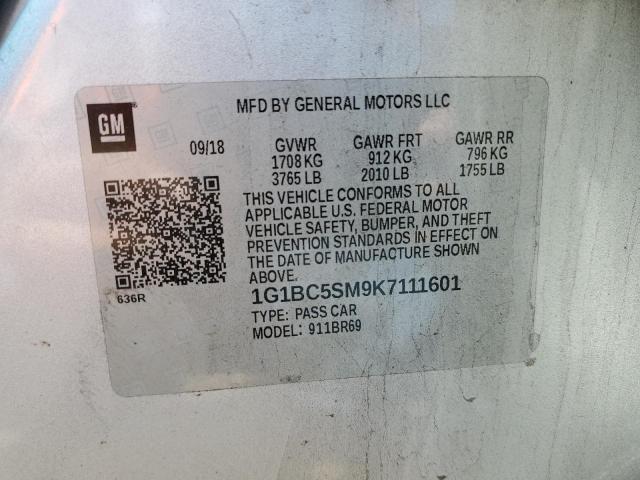 MFD BY GENERAL MOTORS LLC
GM
09/18 GVWR GAWR FRT GAWR RR
1708 KG 912 KG 796 KG
3765 LB 2010 LB 1755 LB
THIS VEHICLE CONFORMS TO ALL
APPLICABLE U.S. FEDERAL MOTOR
VEHICLE SAFETY, BUMPER, AND THEFT
PREVENTION STANDARDS IN EFFECT ON
THE DATE OF MANUFACTURE SHOWN
ABOVE.
636R
1G1BC5SM9K7111601
TYPE: PASS CAR
MODEL: 911BR69